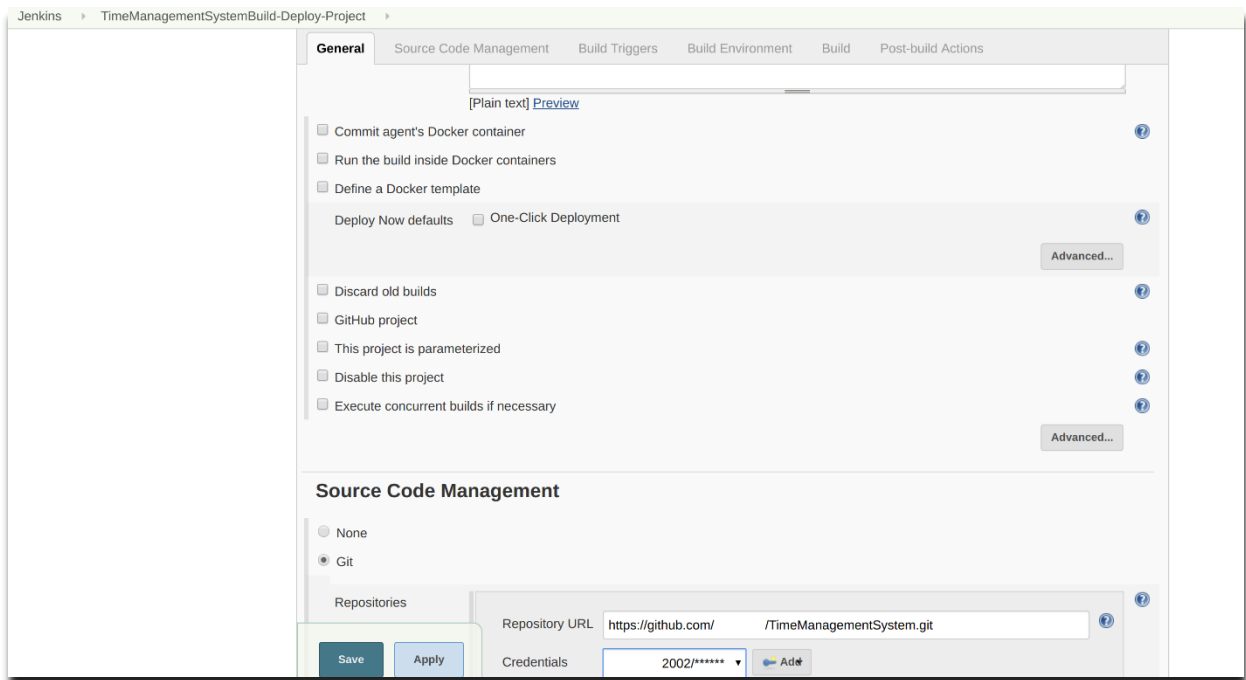 Jenkins TimeManagementSystemBuild-Deploy-Project
General Source Code Management Build Triggers Build Environment Build Post-build Actions
[Plain text] Preview
Commit agent's Docker container
Run the build inside Docker containers
Define a Docker template
Deploy Now defaults One-Click Deployment
Advanced...
Discard old builds
GitHub project
This project is parameterized
Disable this project
Execute concurrent builds if necessary
Advanced...
Source Code Management
None
Git
Repositories
Repository URL https://github.com/ /TimeManagementSystem.git
Save Apply Credentials 2002/****** Add